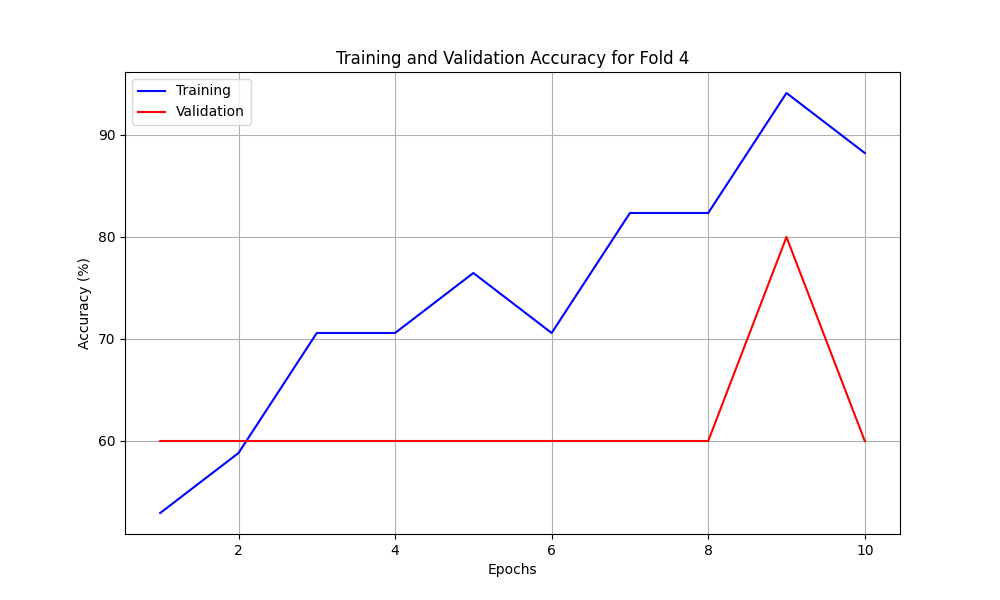 Training and Validation Accuracy for Fold 4
Training
Validation
90
80
70
60
Accuracy (%)
2 4 6 8 10
Epochs